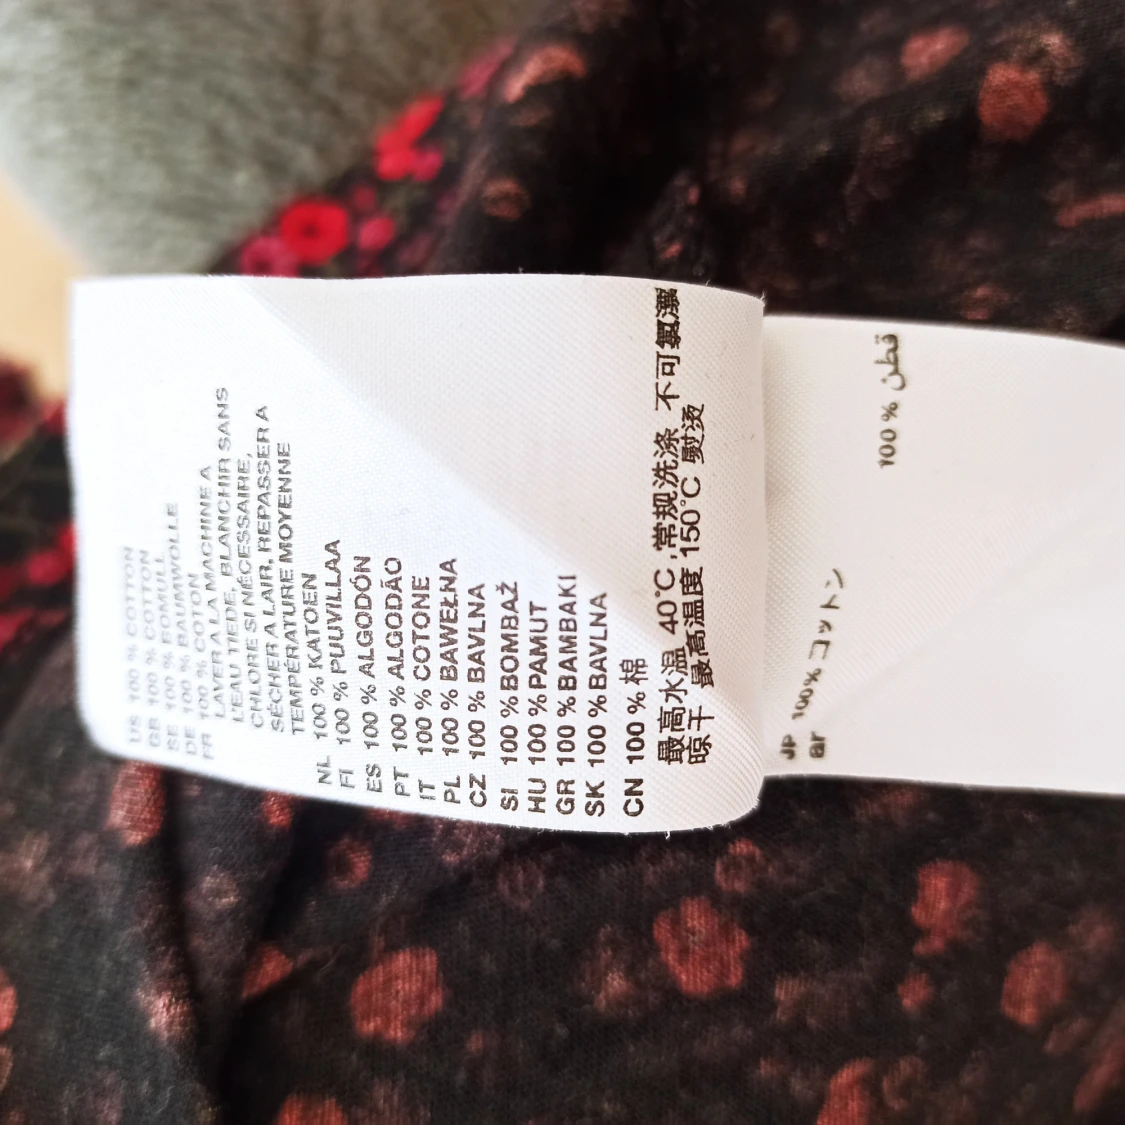 US 100 % COTTON
GB 100 % COTTON
SE 100 % BOMULL
DE 100 % BAUMWOLLE
FR 100 % COTON
LAVER A LA MACHINE A
L'EAU TIEDE, BLANCHIR SANS
CHLORE SI NÉCESSAIRE,
SÉCHER A L'AIR, REPASSER A
TEMPÉRATURE MOYENNE
NL 100 % KATOEN
FI 100 % PUUVILLAA
ES 100 % ALGODÓN
PT 100 % ALGODÃO
IT 100 % COTONE
PL 100 % BAWEŁNA
CZ 100 % BAVLNA
SI 100 % BOMBAŽ
HU 100 % PAMUT
GR 100 % BAMBAKI
SK 100 % BAVLNA
CN 100 % 棉
最高水温 40°C ,常规洗涤 不可氯漂
晾干 最高温度 150°C 熨烫
JP 100% コットン
ar
100 % قطن